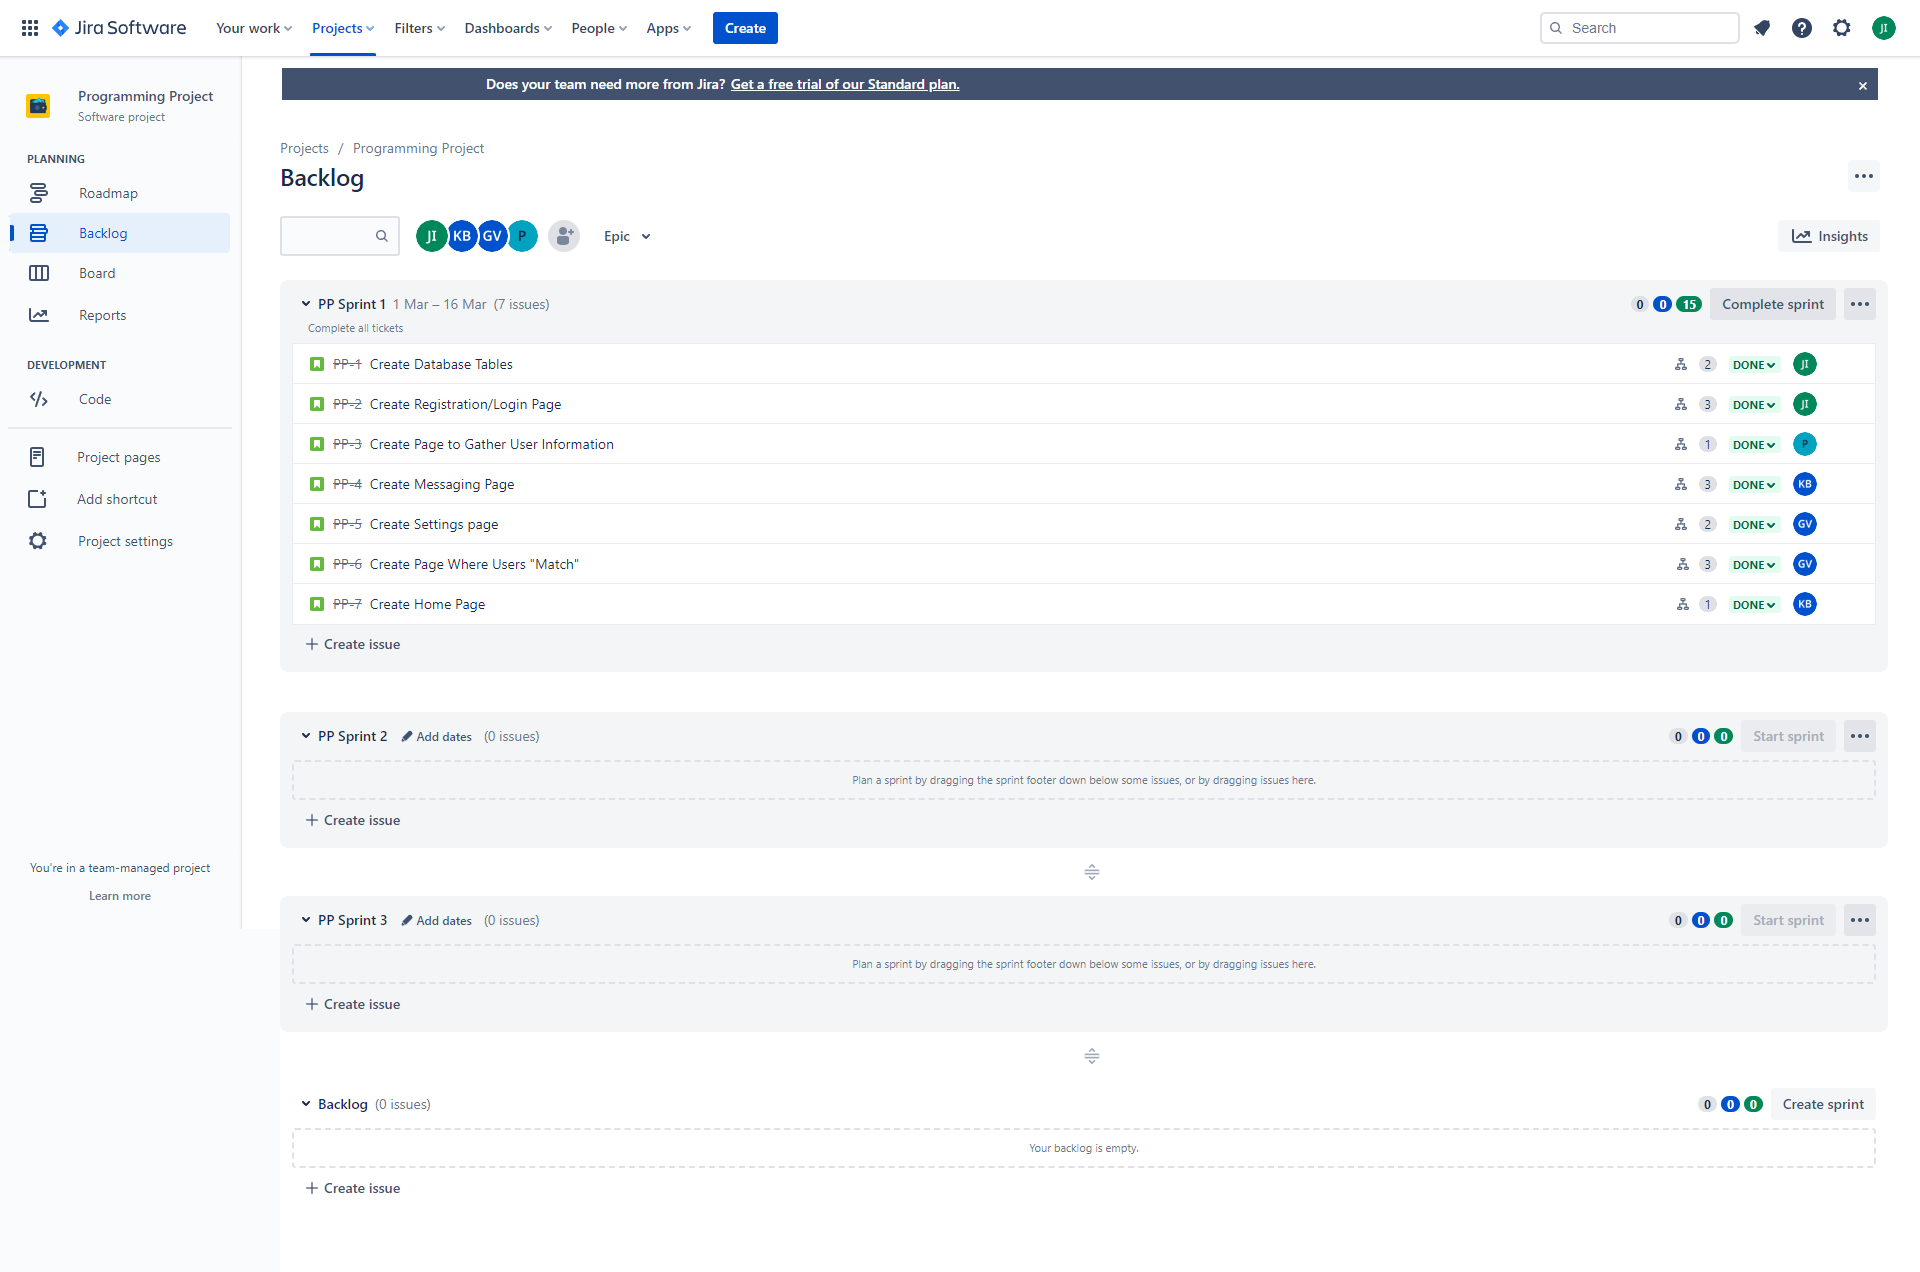 Jira Software Your work Projects Filters Dashboards People Apps Create Search JI
Does your team need more from Jira? Get a free trial of our Standard plan.
Programming Project
Software project
PLANNING
Roadmap
Backlog
Board
Reports
DEVELOPMENT
Code
Project pages
Add shortcut
Project settings
You're in a team-managed project
Learn more
Projects / Programming Project
Backlog
JI KB GV P Epic Insights
PP Sprint 1 1 Mar – 16 Mar (7 issues) 0 0 15 Complete sprint
Complete all tickets
PP-1 Create Database Tables 2 DONE JI
PP-2 Create Registration/Login Page 3 DONE JI
PP-3 Create Page to Gather User Information 1 DONE P
PP-4 Create Messaging Page 3 DONE KB
PP-5 Create Settings page 2 DONE GV
PP-6 Create Page Where Users "Match" 3 DONE GV
PP-7 Create Home Page 1 DONE KB
+ Create issue
PP Sprint 2 Add dates (0 issues) 0 0 0 Start sprint
Plan a sprint by dragging the sprint footer down below some issues, or by dragging issues here.
+ Create issue
PP Sprint 3 Add dates (0 issues) 0 0 0 Start sprint
Plan a sprint by dragging the sprint footer down below some issues, or by dragging issues here.
+ Create issue
Backlog (0 issues) 0 0 0 Create sprint
Your backlog is empty.
+ Create issue